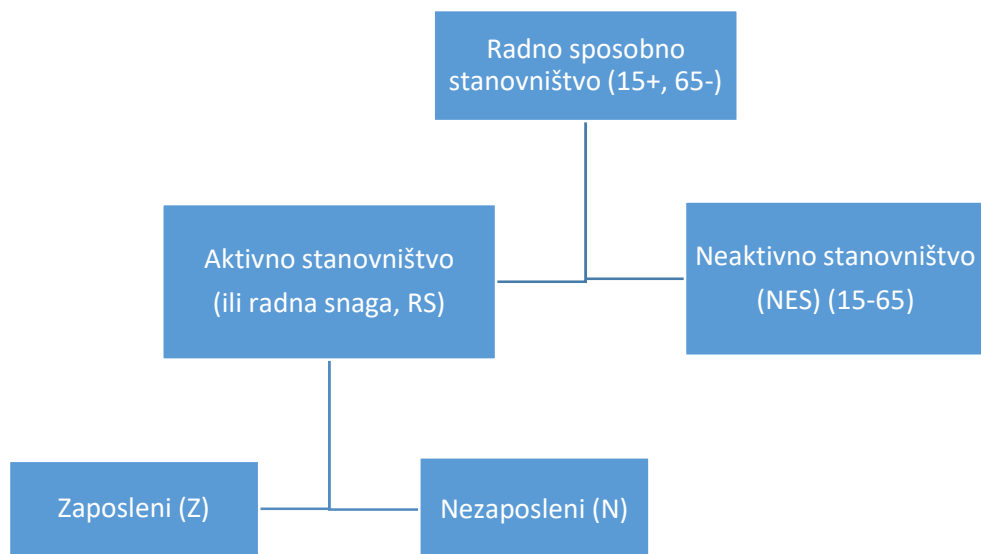 Radno sposobno
stanovništvo (15+, 65-)
Aktivno stanovništvo
(ili radna snaga, RS)
Neaktivno stanovništvo
(NES) (15-65)
Zaposleni (Z)
Nezaposleni (N)